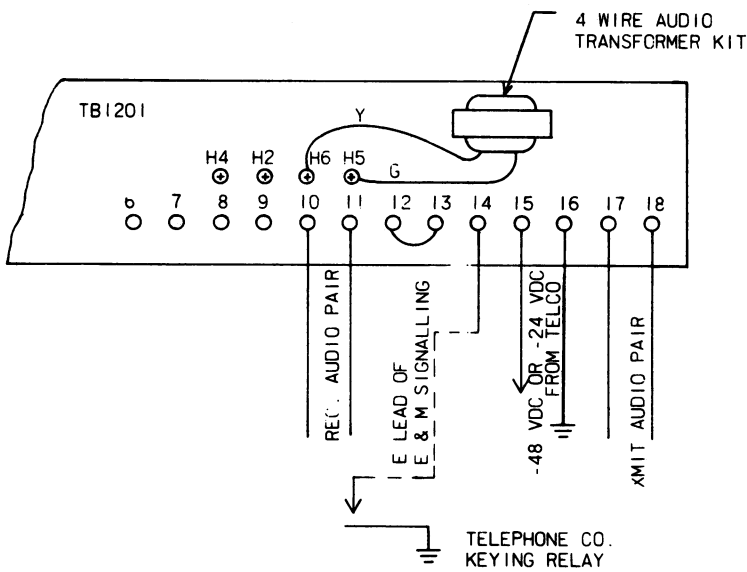 4 WIRE AUDIO
TRANSFORMER KIT
TB1201
Y
H4 H2 H6 H5
G
6 7 8 9 10 11 12 13 14 15 16 17 18
REC. AUDIO PAIR
E LEAD OF
E & M SIGNALLING
-48 VDC OR -24 VDC
FROM TELCO
XMIT AUDIO PAIR
TELEPHONE CO.
KEYING RELAY